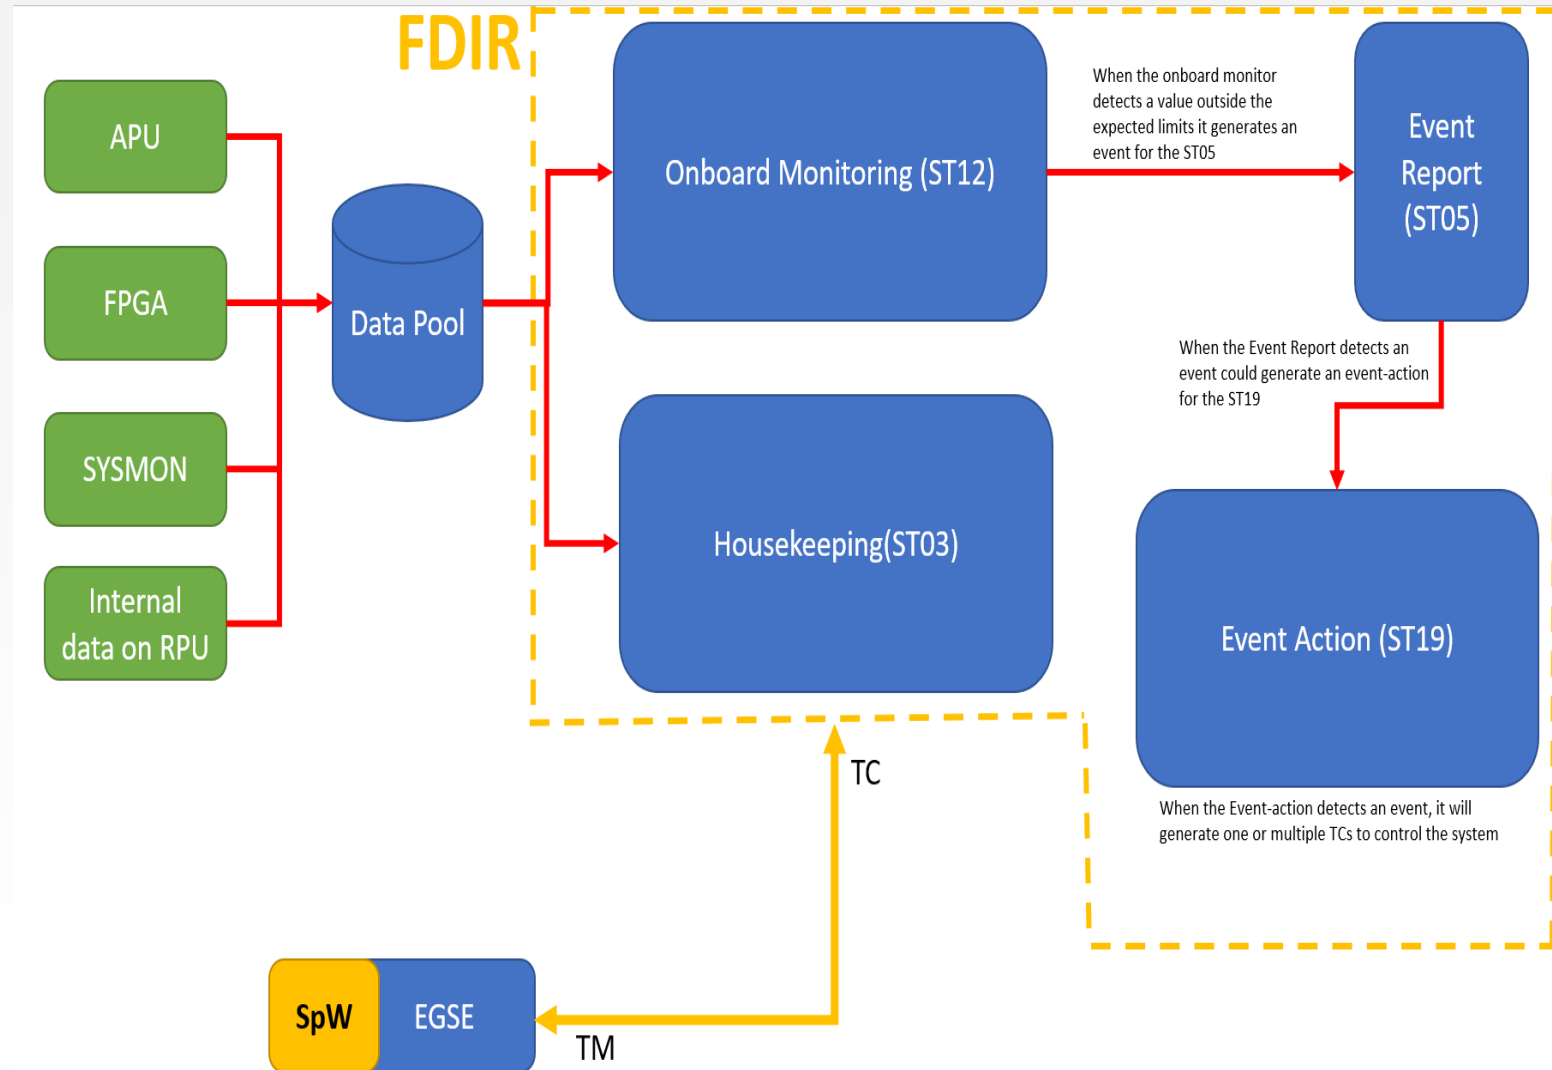 FDIR
APU
FPGA
SYSMON
Internal
data on RPU
Data Pool
Onboard Monitoring (ST12)
When the onboard monitor
detects a value outside the
expected limits it generates an
event for the ST05
Event
Report
(ST05)
Housekeeping(ST03)
When the Event Report detects an
event could generate an event-action
for the ST19
Event Action (ST19)
When the Event-action detects an event, it will
generate one or multiple TCs to control the system
TC
SpW
EGSE
TM